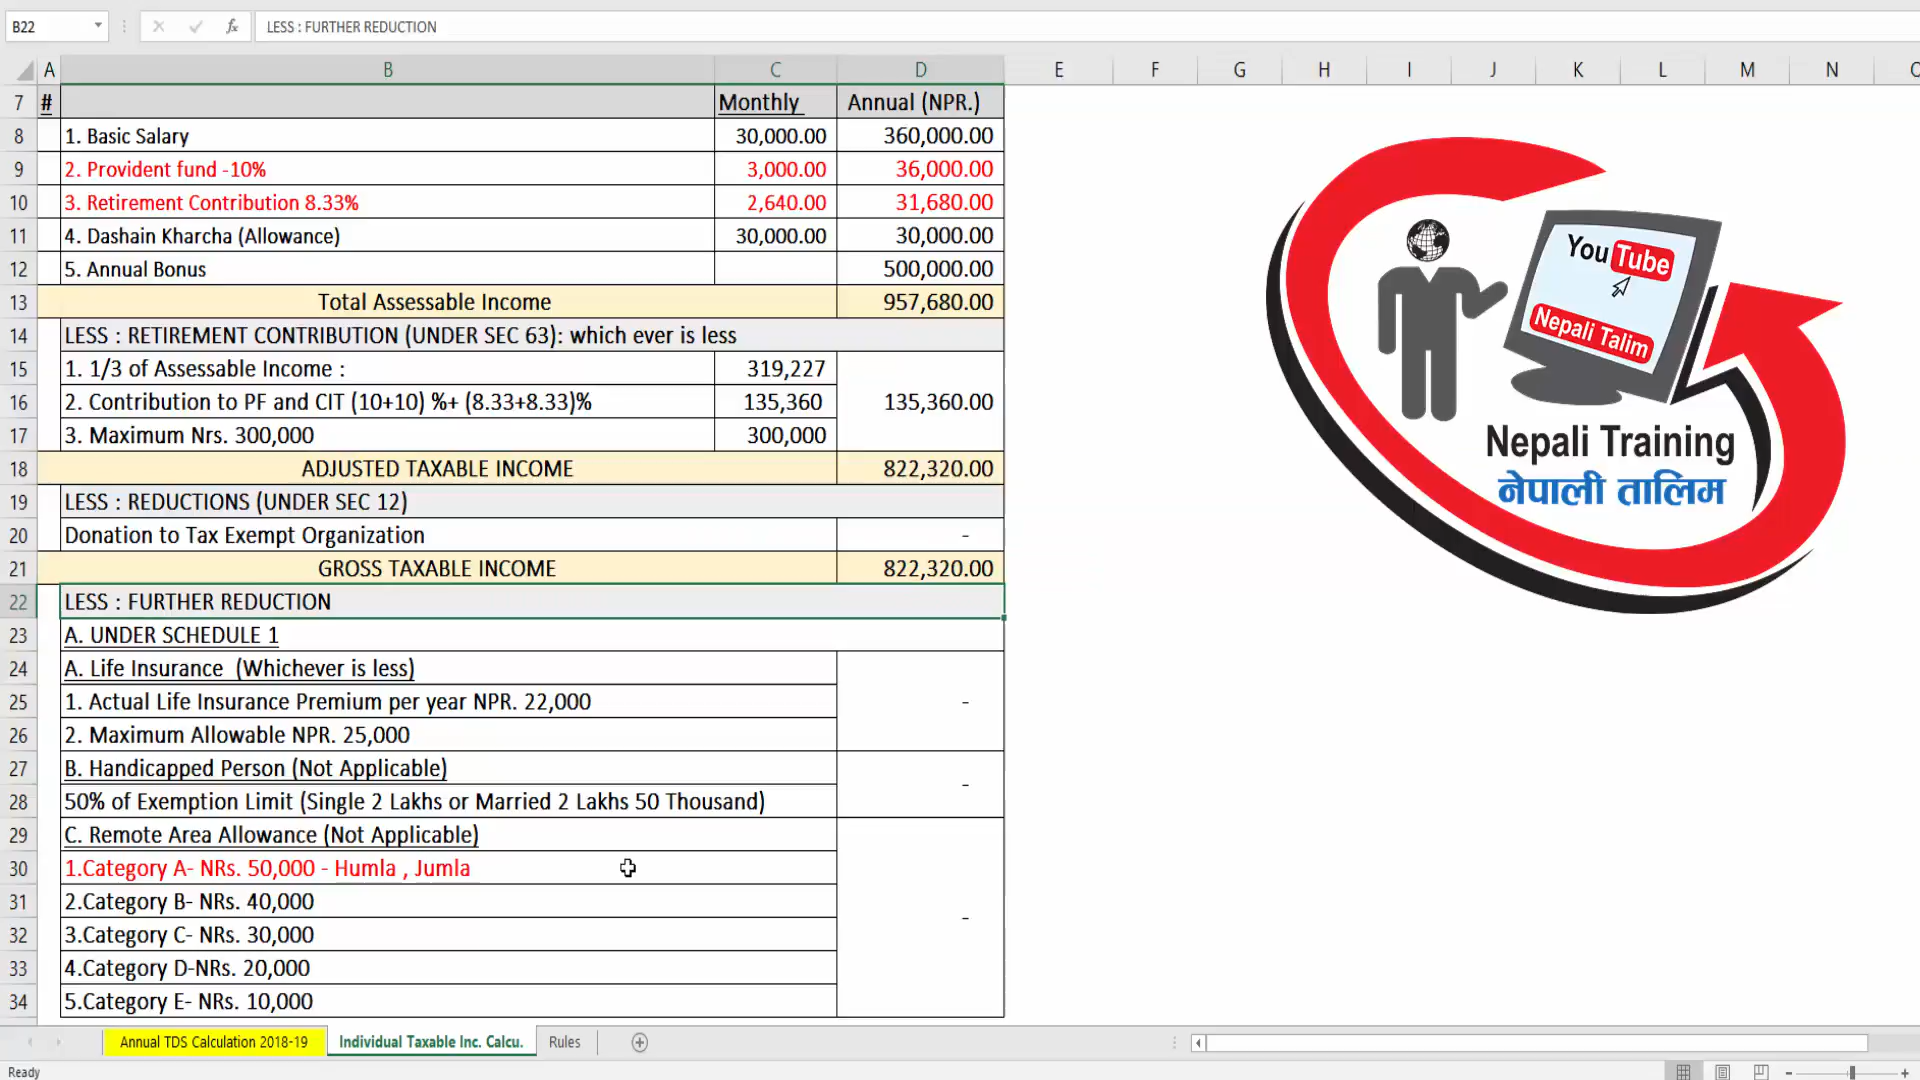 B22 LESS : FURTHER REDUCTION
A B C D E F G H I J K L M N
7 # Monthly Annual (NPR.)
8 1. Basic Salary 30,000.00 360,000.00
9 2. Provident fund -10% 3,000.00 36,000.00
10 3. Retirement Contribution 8.33% 2,640.00 31,680.00
11 4. Dashain Kharcha (Allowance) 30,000.00 30,000.00
12 5. Annual Bonus 500,000.00
13 Total Assessable Income 957,680.00
14 LESS : RETIREMENT CONTRIBUTION (UNDER SEC 63): which ever is less
15 1. 1/3 of Assessable Income : 319,227
16 2. Contribution to PF and CIT (10+10) %+ (8.33+8.33)% 135,360 135,360.00
17 3. Maximum Nrs. 300,000 300,000
18 ADJUSTED TAXABLE INCOME 822,320.00
19 LESS : REDUCTIONS (UNDER SEC 12)
20 Donation to Tax Exempt Organization -
21 GROSS TAXABLE INCOME 822,320.00
22 LESS : FURTHER REDUCTION
23 A. UNDER SCHEDULE 1
24 A. Life Insurance (Whichever is less)
25 1. Actual Life Insurance Premium per year NPR. 22,000 -
26 2. Maximum Allowable NPR. 25,000
27 B. Handicapped Person (Not Applicable)
-
28 50% of Exemption Limit (Single 2 Lakhs or Married 2 Lakhs 50 Thousand)
29 C. Remote Area Allowance (Not Applicable)
30 1.Category A- NRs. 50,000 - Humla , Jumla
31 2.Category B- NRs. 40,000
-
32 3.Category C- NRs. 30,000
33 4.Category D-NRs. 20,000
34 5.Category E- NRs. 10,000
You Tube
Nepali Talim
Nepali Training
नेपाली तालिम
Annual TDS Calculation 2018-19 Individual Taxable Inc. Calcu. Rules
Ready